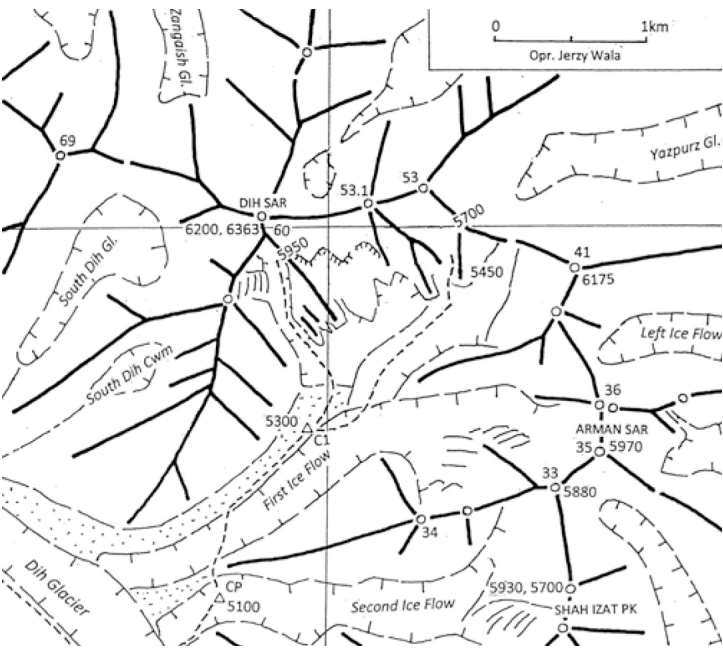 Zangaish Gl.
0 1km
Opr. Jerzy Wala
69
Yazpurz Gl.
53.1
53
DIH SAR
6200, 6363
60
5700
5950
41
6175
5450
South Dih Gl.
Left Ice Flow
South Dih Cwm
36
5300
C1
ARMAN SAR
35
5970
First Ice Flow
33
5880
34
Dih Glacier
CP
5100
5930, 5700
Second Ice Flow
SHAH IZAT PK